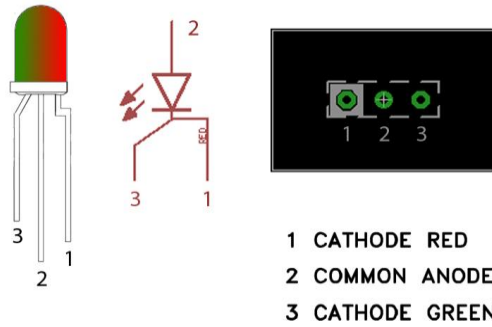 2
RED
3
1
3
2
1
1 2 3
1 CATHODE RED
2 COMMON ANODE
3 CATHODE GREEN